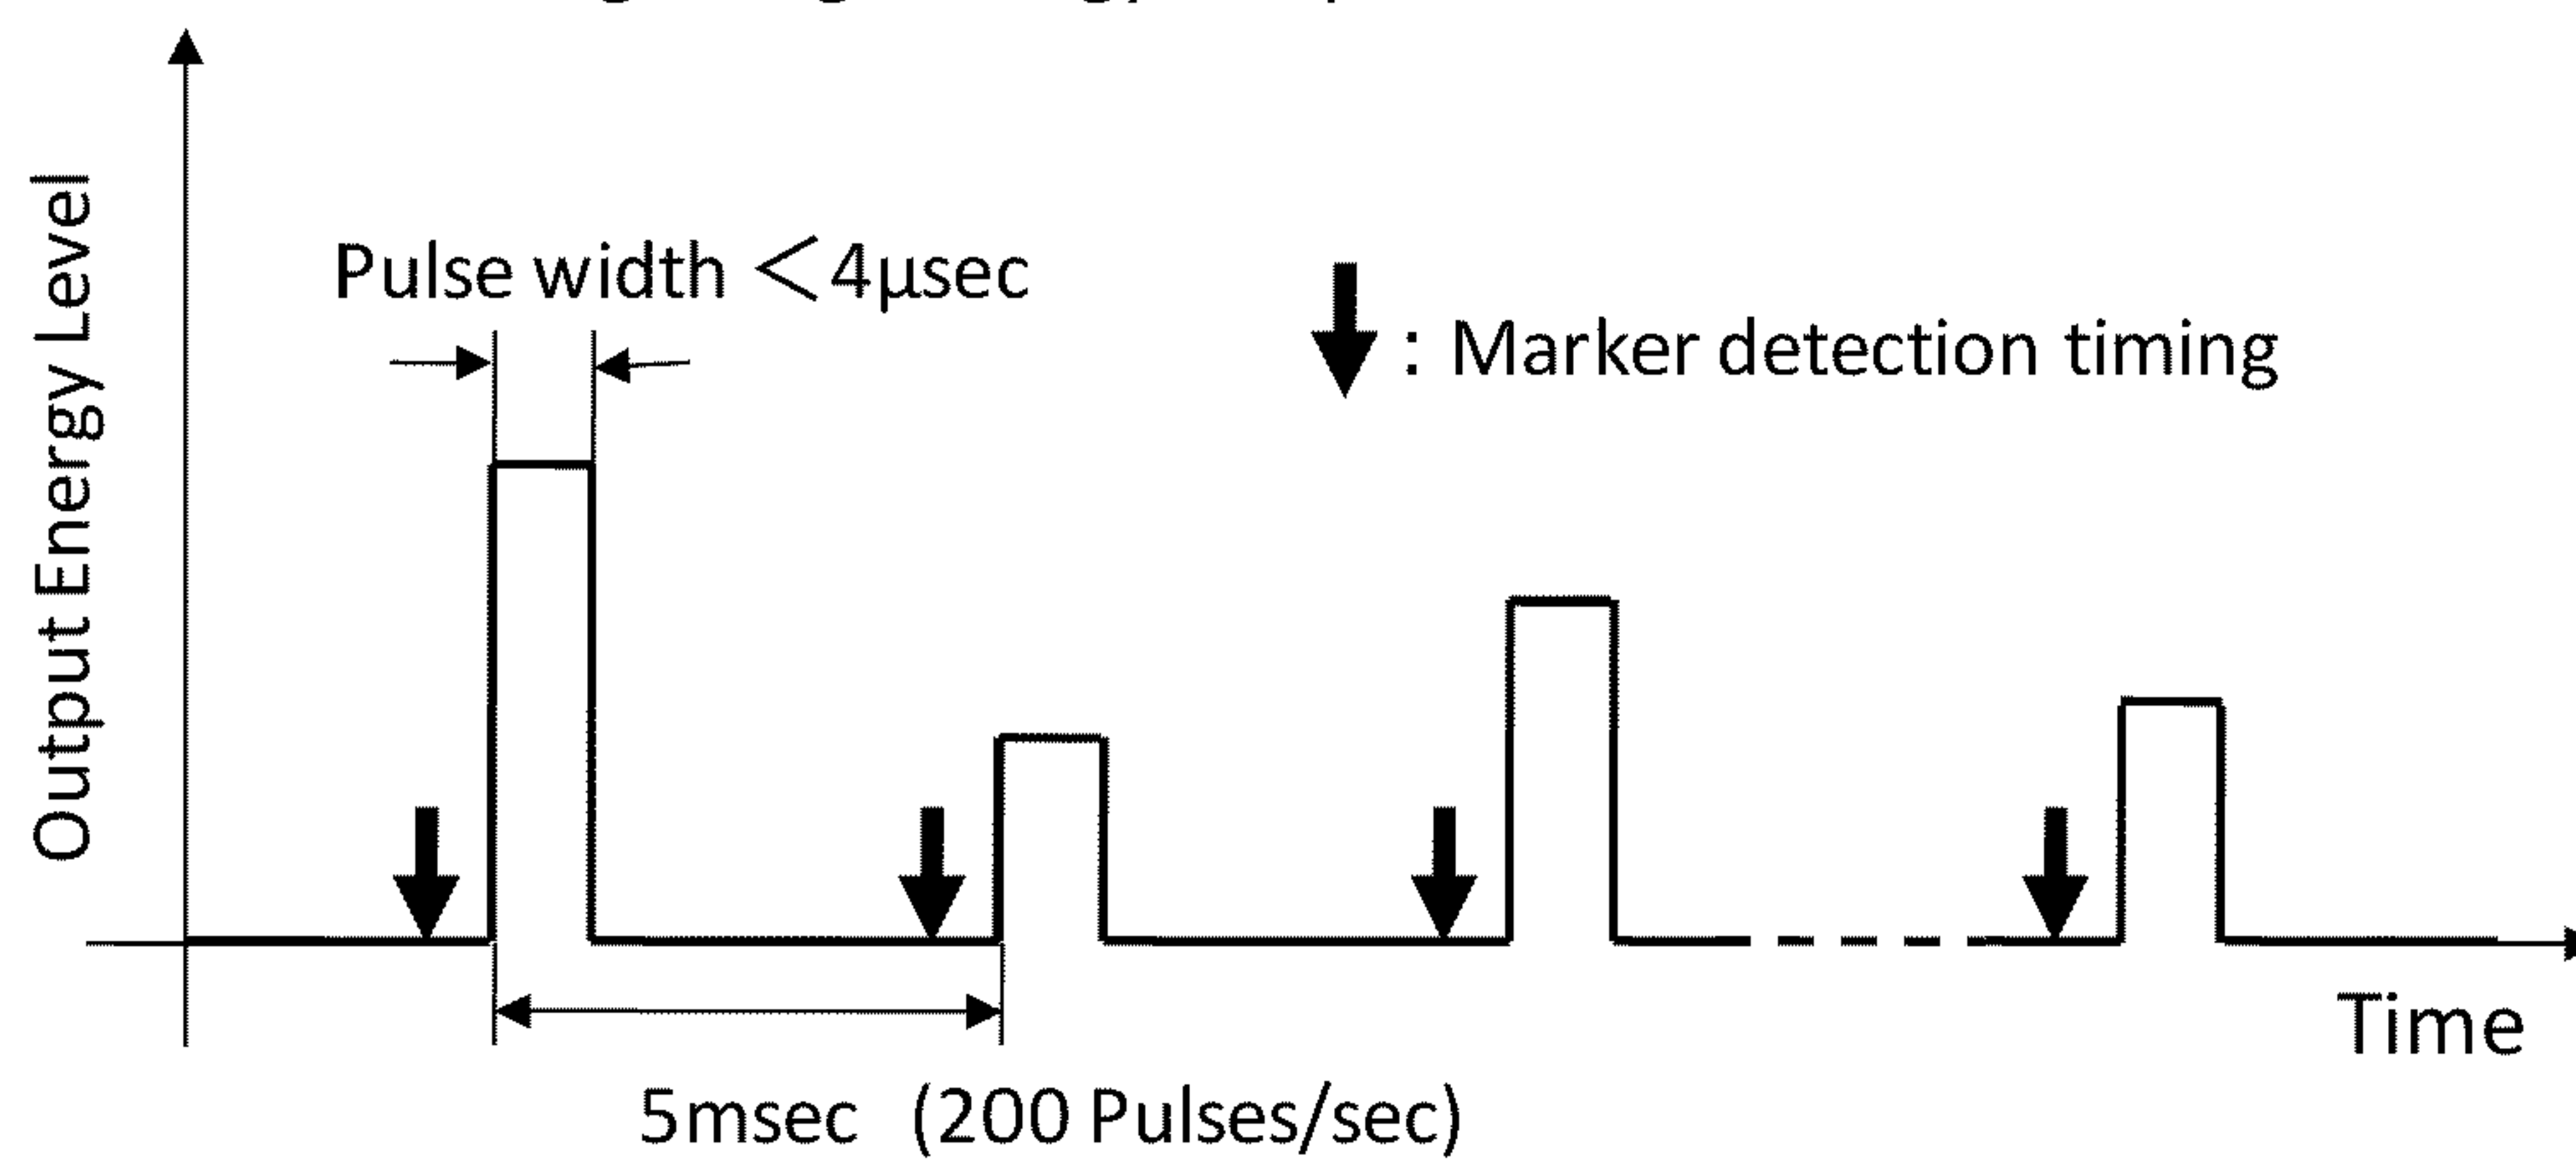 Output Energy Level
Pulse width <4μsec
: Marker detection timing
Time
5msec (200 Pulses/sec)